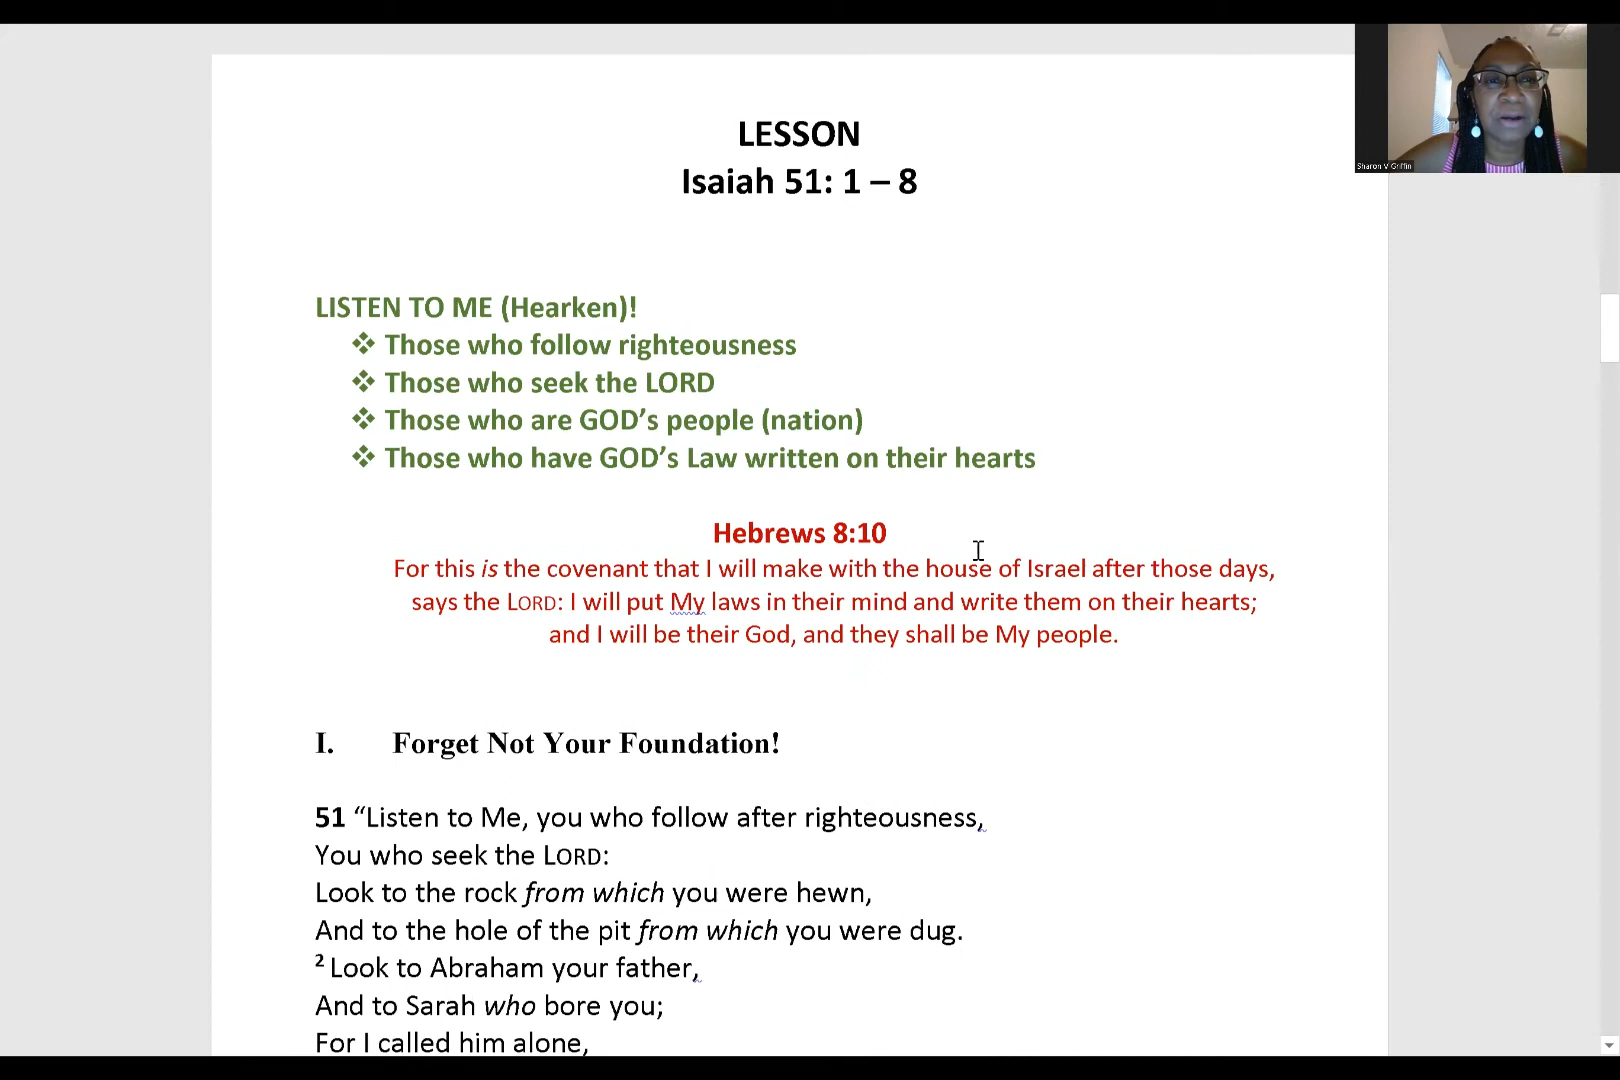 LESSON
Isaiah 51: 1 – 8
Sharon V Griffin
LISTEN TO ME (Hearken)!
❖ Those who follow righteousness
❖ Those who seek the LORD
❖ Those who are GOD’s people (nation)
❖ Those who have GOD’s Law written on their hearts
Hebrews 8:10
For this is the covenant that I will make with the house of Israel after those days,
says the LORD: I will put My laws in their mind and write them on their hearts;
and I will be their God, and they shall be My people.
I. Forget Not Your Foundation!
51 “Listen to Me, you who follow after righteousness,
You who seek the LORD:
Look to the rock from which you were hewn,
And to the hole of the pit from which you were dug.
2 Look to Abraham your father,
And to Sarah who bore you;
For I called him alone,